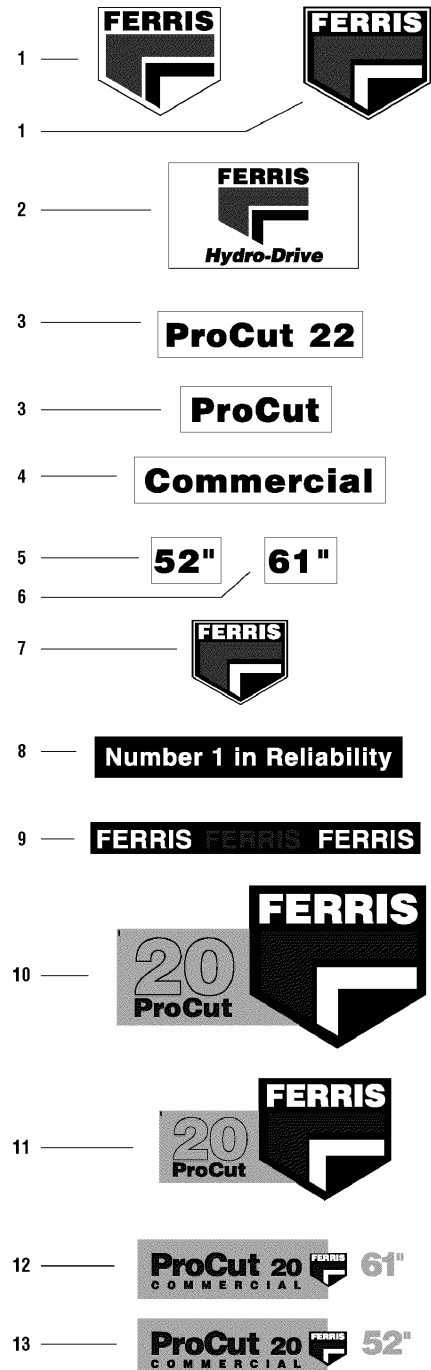 FERRIS
1
FERRIS
1
FERRIS
2
Hydro-Drive
3
ProCut 22
3
ProCut
4
Commercial
5
52"
61"
6
FERRIS
7
8
Number 1 in Reliability
9
FERRIS FERRIS FERRIS
FERRIS
20
10
ProCut
FERRIS
20
11
ProCut
12
ProCut 20
COMMERCIAL
FERRIS
61"
13
ProCut 20
COMMERCIAL
FERRIS
52"